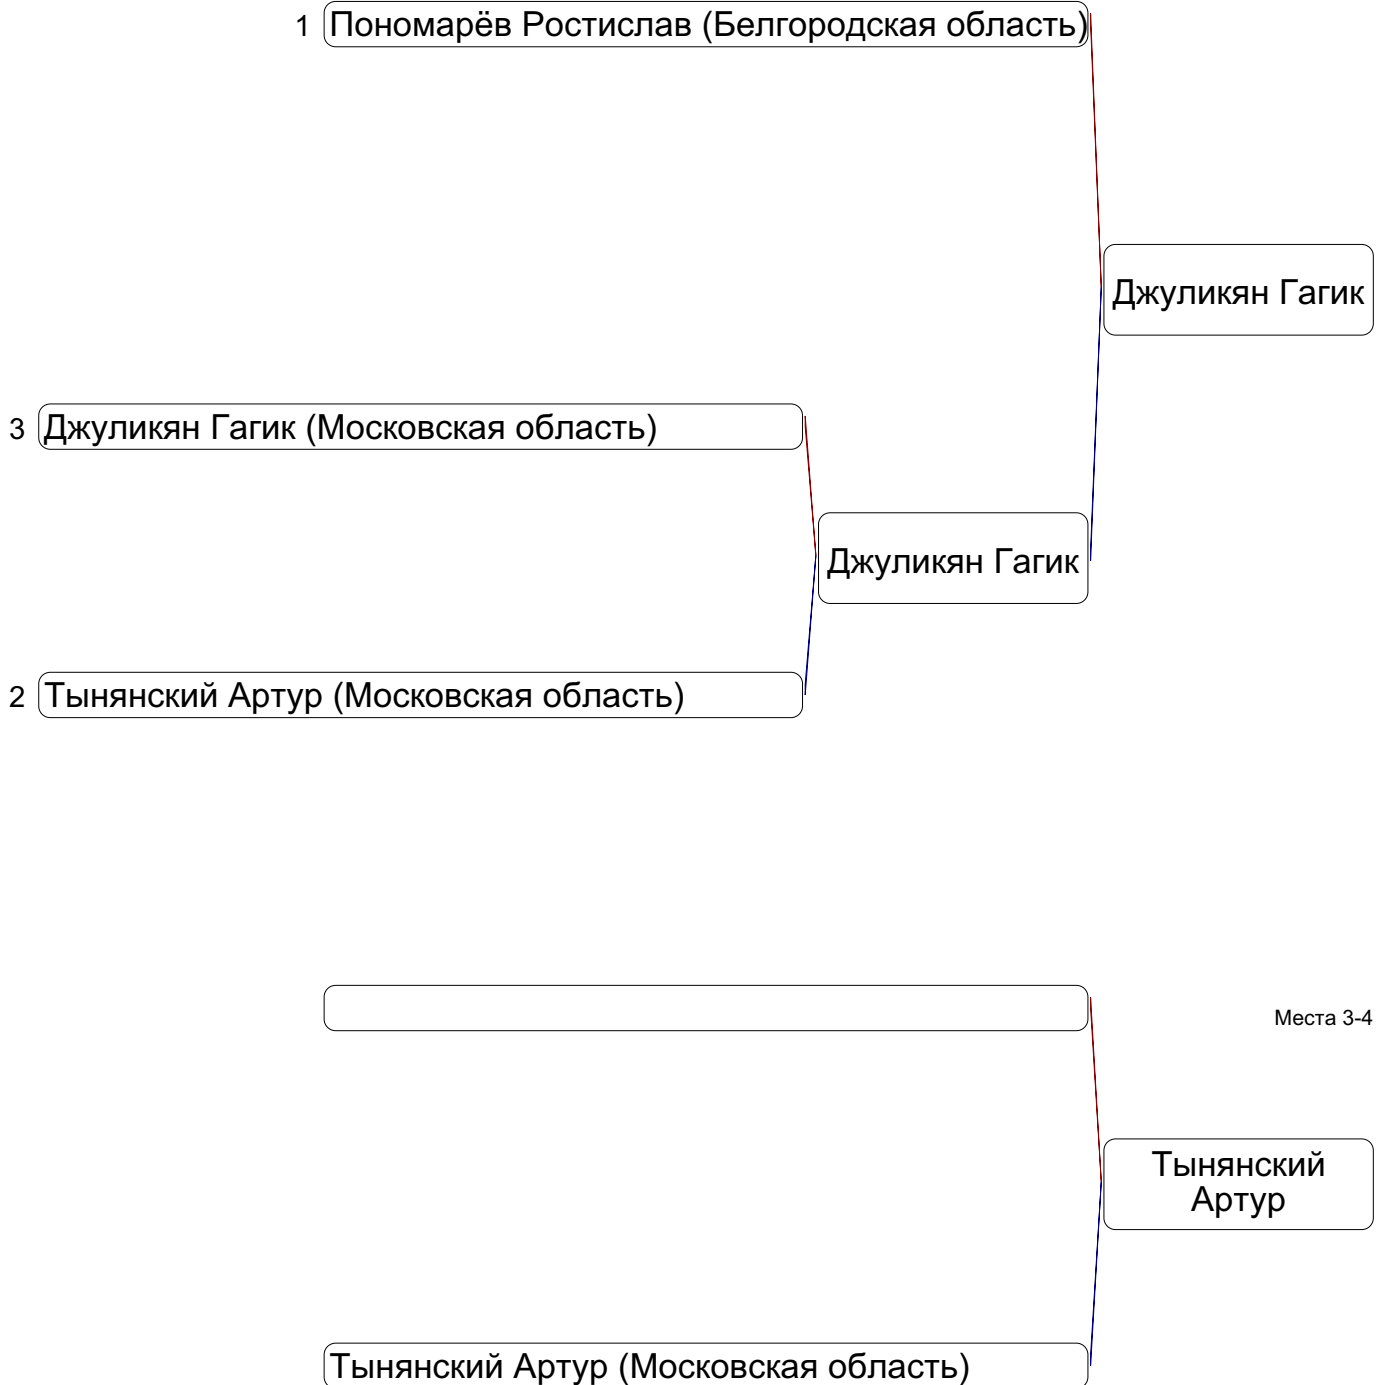 1 Пономарёв Ростислав (Белгородская область)
Джуликян Гагик
3 Джуликян Гагик (Московская область)
Джуликян Гагик
2 Тынянский Артур (Московская область)
Места 3-4
Тынянский
Артур
Тынянский Артур (Московская область)